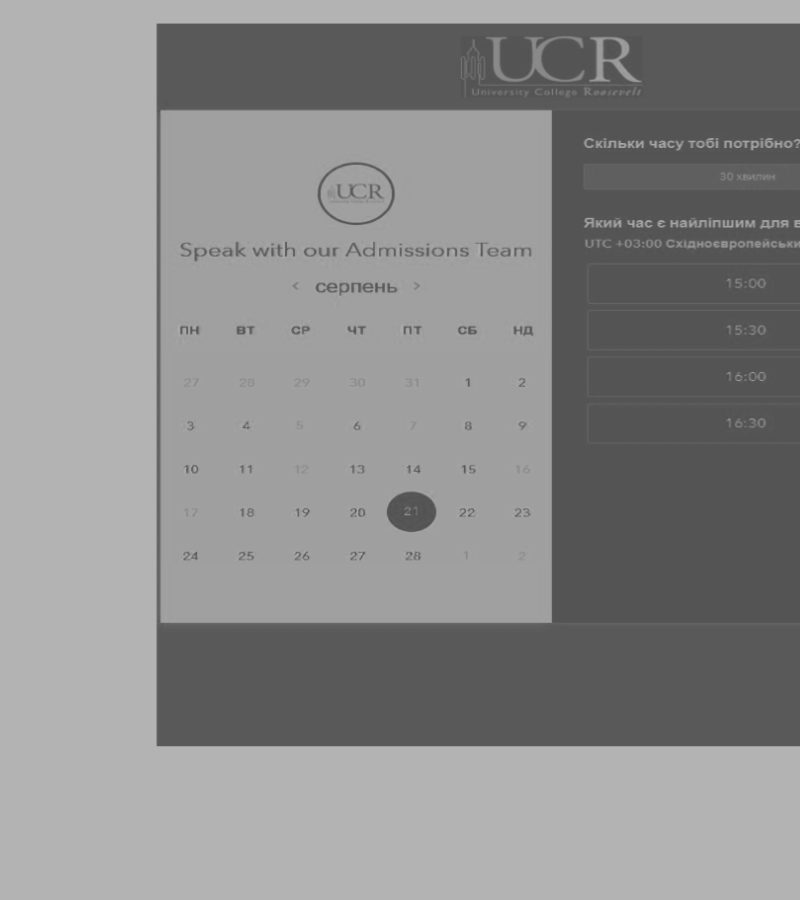 UCR
University College Roosevelt
UCR
Speak with our Admissions Team
< серпень >
ПН ВТ СР ЧТ ПТ СБ НД
27 28 29 30 31 1 2
3 4 5 6 7 8 9
10 11 12 13 14 15 16
17 18 19 20 21 22 23
24 25 26 27 28 1 2
Скільки часу тобі потрібно?
30 хвилин
Який час є найліпшим для в
UTC +03:00 Східноєвропейськи
15:00
15:30
16:00
16:30